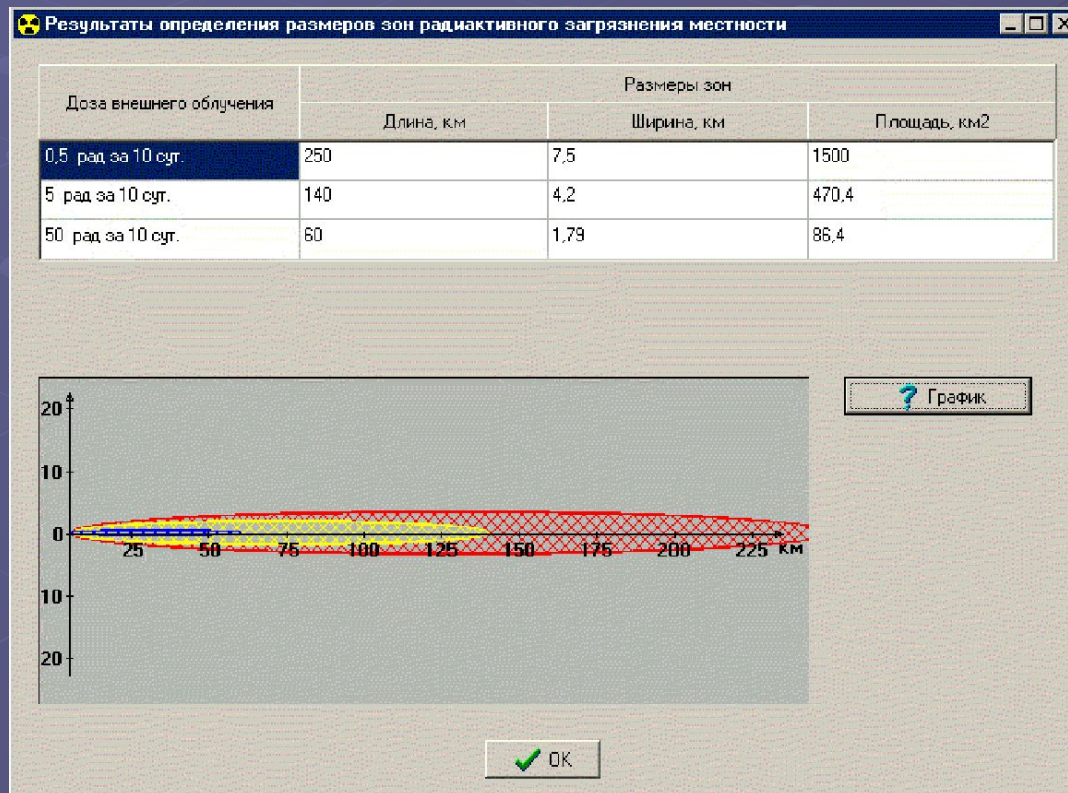 Результаты определения размеров зон радиактивного загрязнения местности
Доза внешнего облучения
Размеры зон
Длина, км
Ширина, км
Площадь, км2
0,5 рад за 10 сут.
250
7,5
1500
5 рад за 10 сут.
140
4,2
470,4
50 рад за 10 сут.
60
1,79
86,4
График
20
10
0
10
20
25 50 75 100 125 150 175 200 225 км
OK